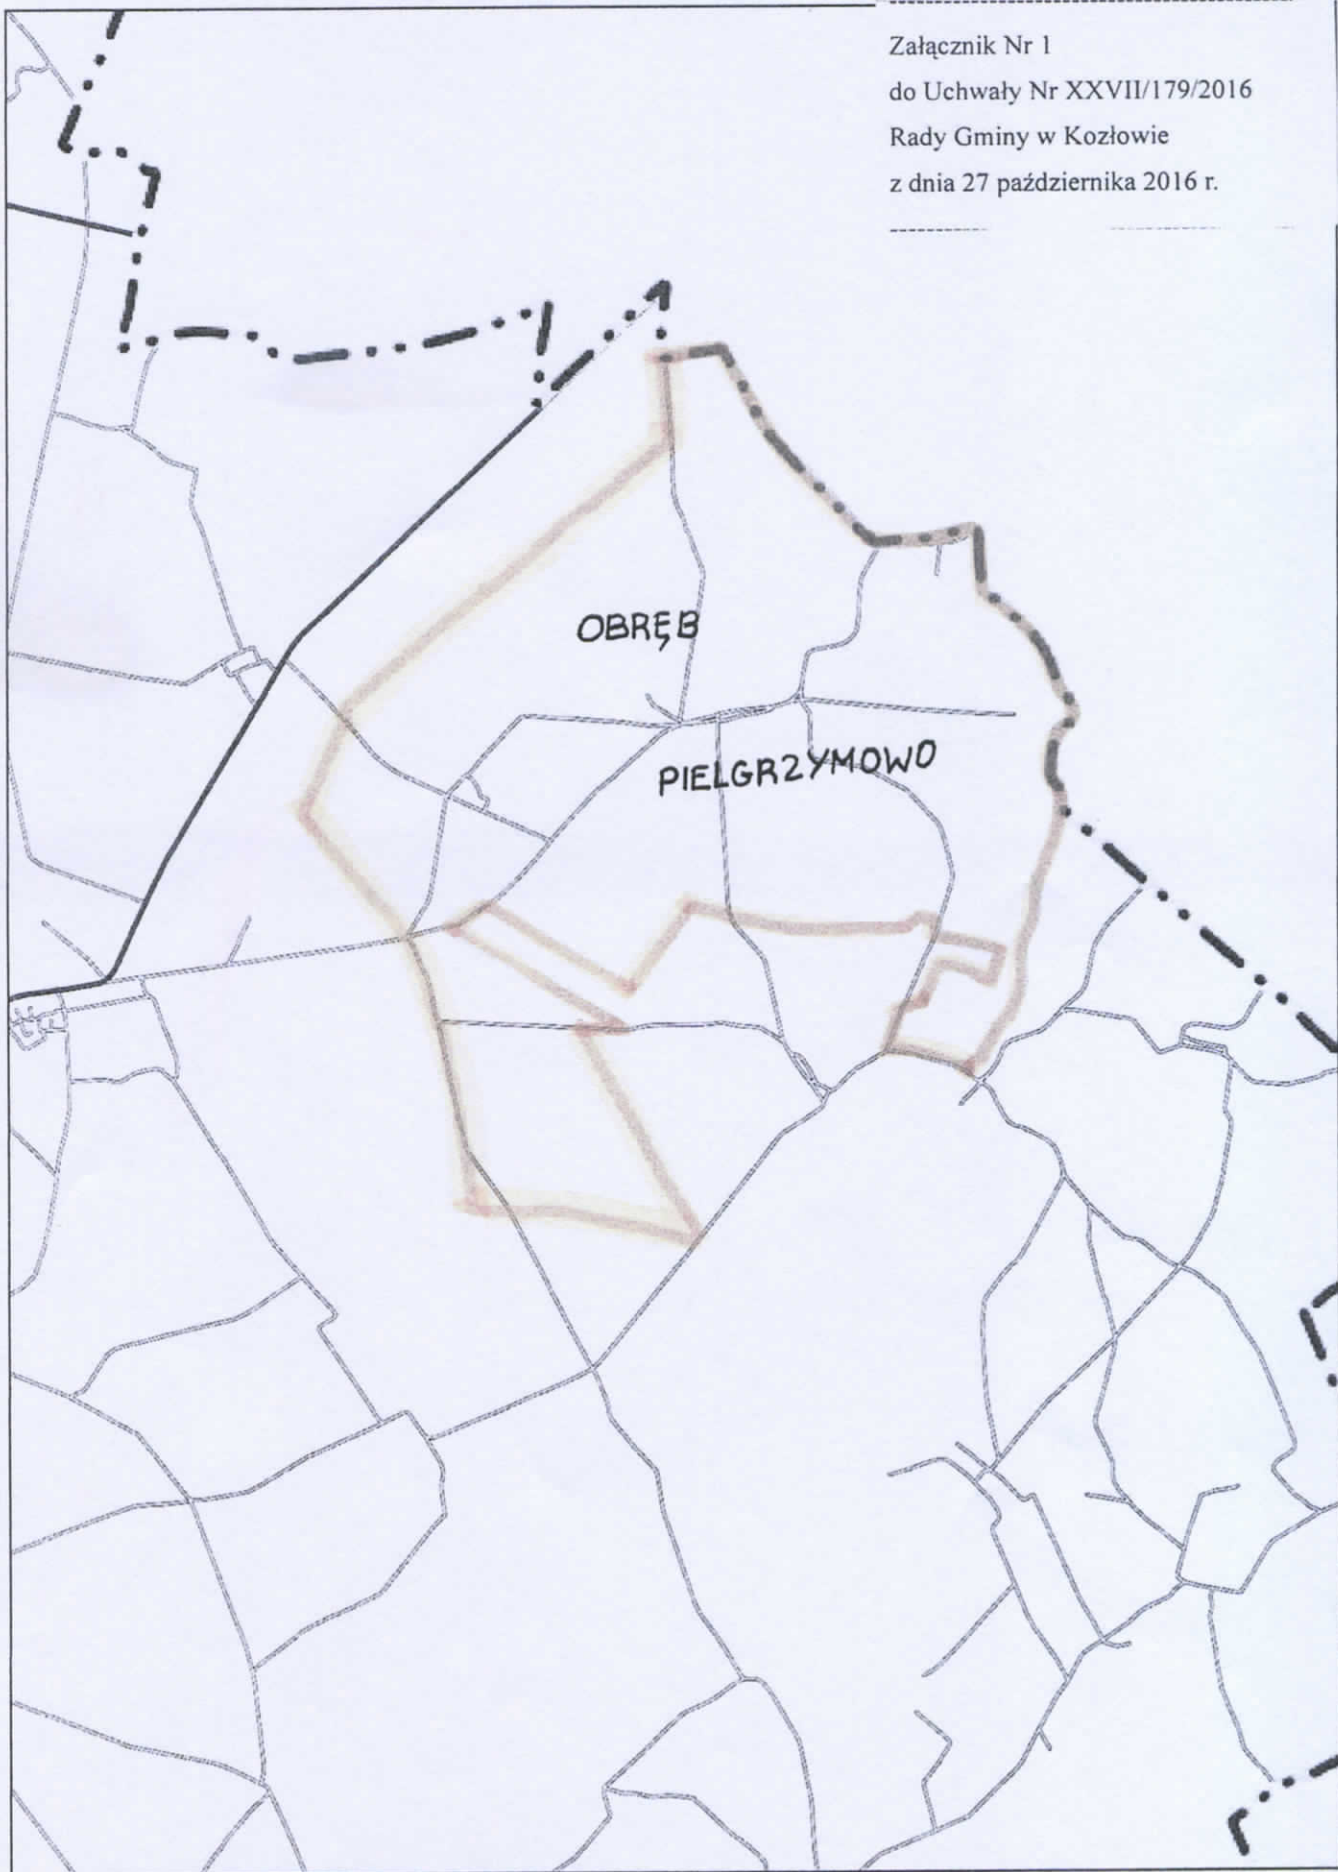 Załącznik Nr 1
do Uchwały Nr XXVII/179/2016
Rady Gminy w Kozłowie
z dnia 27 października 2016 r.
OBRĘB
PIELGRZYMOWO